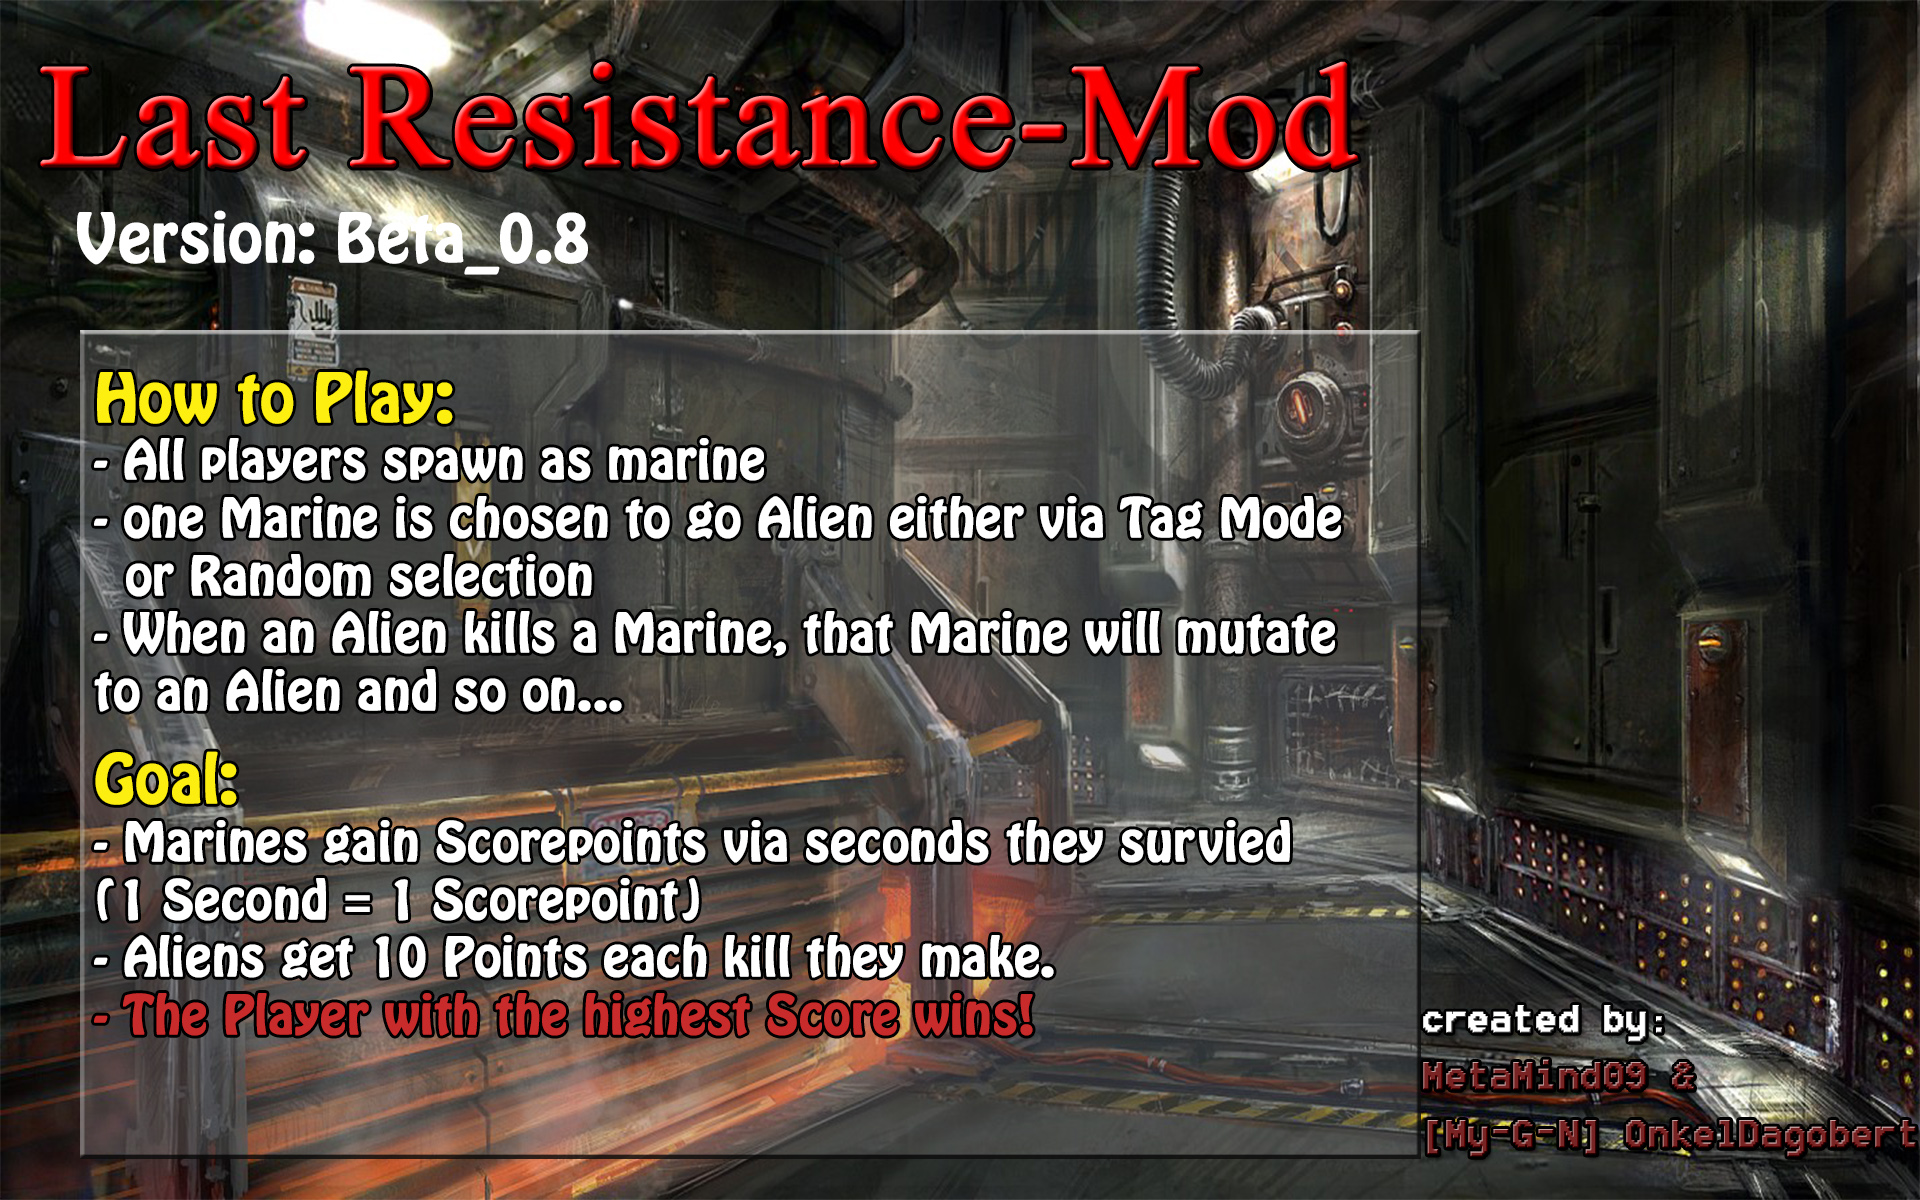 Last Resistance-Mod
Version: Beta_0.8
How to Play:
- All players spawn as marine
- one Marine is chosen to go Alien either via Tag Mode
or Random selection
- When an Alien kills a Marine, that Marine will mutate
to an Alien and so on...
Goal:
- Marines gain Scorepoints via seconds they survied
(1 Second = 1 Scorepoint)
- Aliens get 10 Points each kill they make.
- The Player with the highest Score wins!
created by:
MetaMind09 &
[My-G-N] OnkelDagobert